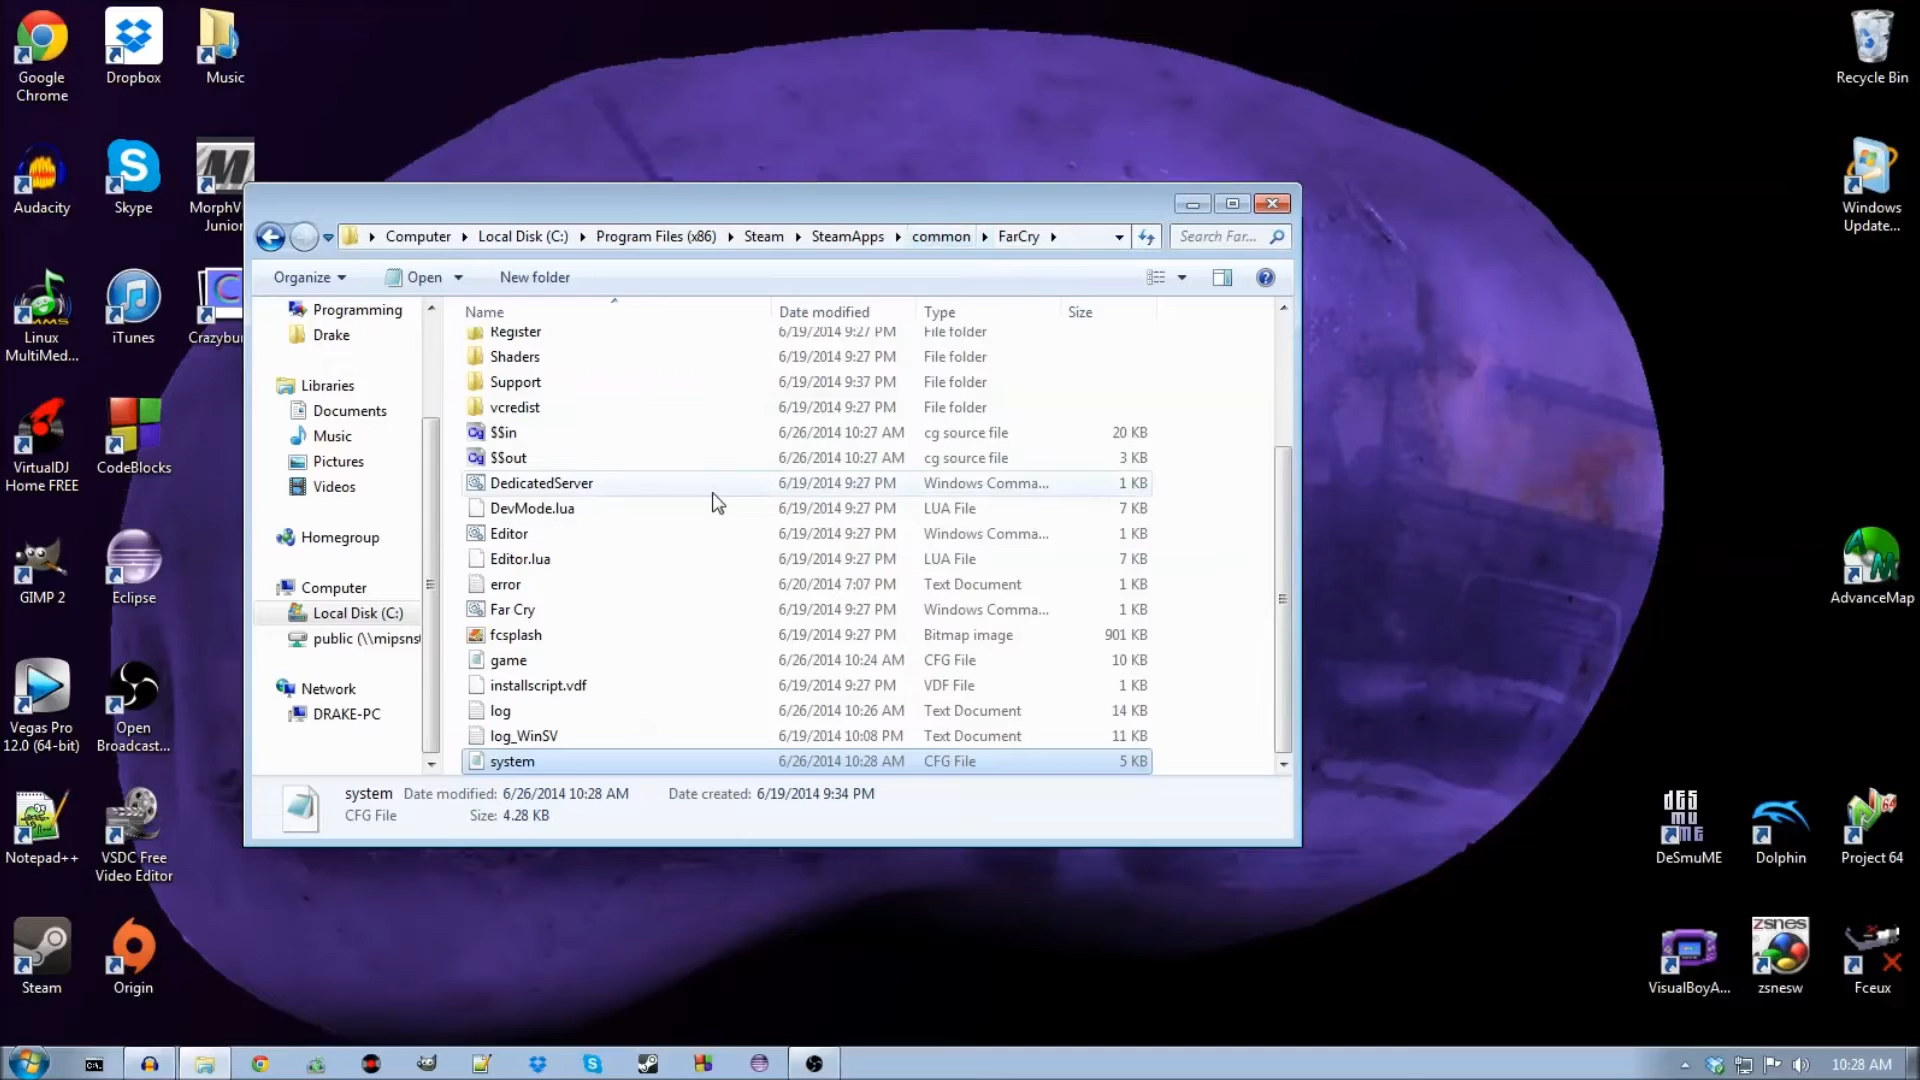 Google
Chrome
Dropbox
Music
Recycle Bin
Audacity
Skype
MorphV
Junior
Windows
Update...
Computer
Local Disk (C:)
Program Files (x86)
Steam
SteamApps
common
FarCry
Search Far...
Organize
Open
New folder
Linux
MultiMed...
iTunes
Crazybu
Programming
Drake
Libraries
Documents
Music
Pictures
Videos
Homegroup
Computer
Local Disk (C:)
public (\\mipsns
Network
DRAKE-PC
Name Date modified Type Size
Register 6/19/2014 9:27 PM File folder
Shaders 6/19/2014 9:27 PM File folder
Support 6/19/2014 9:37 PM File folder
vcredist 6/19/2014 9:27 PM File folder
$$in 6/26/2014 10:27 AM cg source file 20 KB
$$out 6/26/2014 10:27 AM cg source file 3 KB
DedicatedServer 6/19/2014 9:27 PM Windows Comma... 1 KB
DevMode.lua 6/19/2014 9:27 PM LUA File 7 KB
Editor 6/19/2014 9:27 PM Windows Comma... 1 KB
Editor.lua 6/19/2014 9:27 PM LUA File 7 KB
error 6/20/2014 7:07 PM Text Document 1 KB
Far Cry 6/19/2014 9:27 PM Windows Comma... 1 KB
fcsplash 6/19/2014 9:27 PM Bitmap image 901 KB
game 6/26/2014 10:24 AM CFG File 10 KB
installscript.vdf 6/19/2014 9:27 PM VDF File 1 KB
log 6/26/2014 10:26 AM Text Document 14 KB
log_WinSV 6/19/2014 10:08 PM Text Document 11 KB
system 6/26/2014 10:28 AM CFG File 5 KB
system Date modified: 6/26/2014 10:28 AM Date created: 6/19/2014 9:34 PM
CFG File Size: 4.28 KB
VirtualDJ
Home FREE
CodeBlocks
GIMP 2
Eclipse
AdvanceMap
Vegas Pro
12.0 (64-bit)
Open
Broadcast...
Notepad++
VSDC Free
Video Editor
DeSmuME
Dolphin
Project 64
Steam
Origin
VisualBoyA...
zsnesw
Fceux
10:28 AM